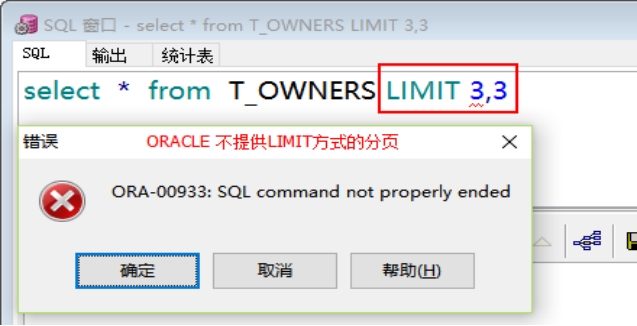 SQL 窗口 - select * from T_OWNERS LIMIT 3,3
SQL 输出 统计表
select * from T_OWNERS LIMIT 3,3
错误 ORACLE 不提供LIMIT方式的分页
ORA-00933: SQL command not properly ended
确定 取消 帮助(H)